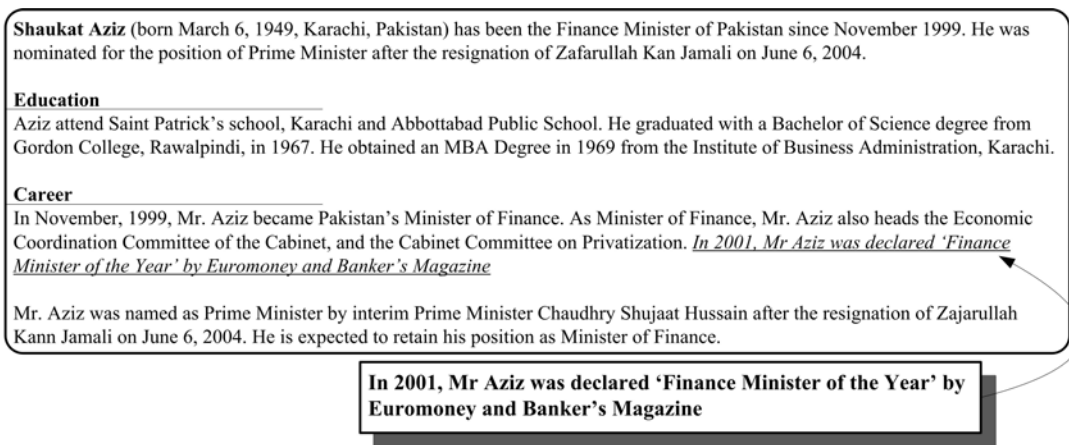 Shaukat Aziz (born March 6, 1949, Karachi, Pakistan) has been the Finance Minister of Pakistan since November 1999. He was
nominated for the position of Prime Minister after the resignation of Zafarullah Kan Jamali on June 6, 2004.
Education
Aziz attend Saint Patrick's school, Karachi and Abbottabad Public School. He graduated with a Bachelor of Science degree from
Gordon College, Rawalpindi, in 1967. He obtained an MBA Degree in 1969 from the Institute of Business Administration, Karachi.
Career
In November, 1999, Mr. Aziz became Pakistan's Minister of Finance. As Minister of Finance, Mr. Aziz also heads the Economic
Coordination Committee of the Cabinet, and the Cabinet Committee on Privatization. In 2001, Mr Aziz was declared 'Finance
Minister of the Year' by Euromoney and Banker's Magazine
Mr. Aziz was named as Prime Minister by interim Prime Minister Chaudhry Shujaat Hussain after the resignation of Zajarullah
Kann Jamali on June 6, 2004. He is expected to retain his position as Minister of Finance.
In 2001, Mr Aziz was declared 'Finance Minister of the Year' by
Euromoney and Banker's Magazine